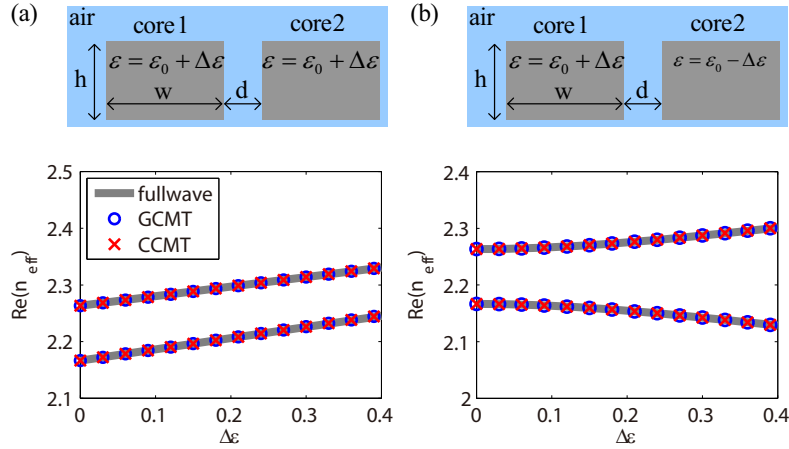 (a)
air
core1
core2
ε = ε₀ + Δε
ε = ε₀ + Δε
h
w
d
2.5
2.4
2.3
2.2
2.1
Re(n eff)
fullwave
GCMT
CCMT
0
0.1
0.2
0.3
0.4
Δε
(b)
air
core1
core2
ε = ε₀ + Δε
ε = ε₀ − Δε
h
w
d
2.4
2.3
2.2
2.1
2
Re(n eff)
0
0.1
0.2
0.3
0.4
Δε